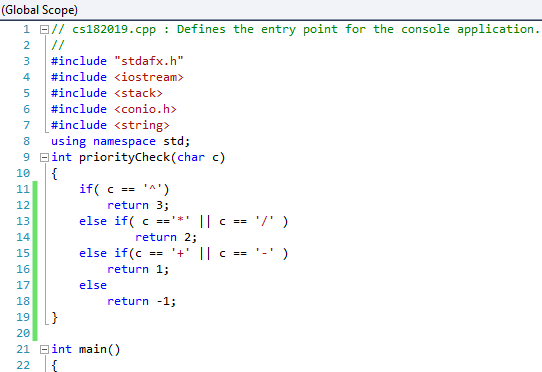 (Global Scope)
1 // cs182019.cpp : Defines the entry point for the console application.
2 //
3 #include "stdafx.h"
4 #include <iostream>
5 #include <stack>
6 #include <conio.h>
7 #include <string>
8 using namespace std;
9 int priorityCheck(char c)
10 {
11     if( c == '^')
12         return 3;
13     else if( c =='*' || c == '/' )
14             return 2;
15     else if(c == '+' || c == '-' )
16         return 1;
17     else
18         return -1;
19 }
20
21 int main()
22 {